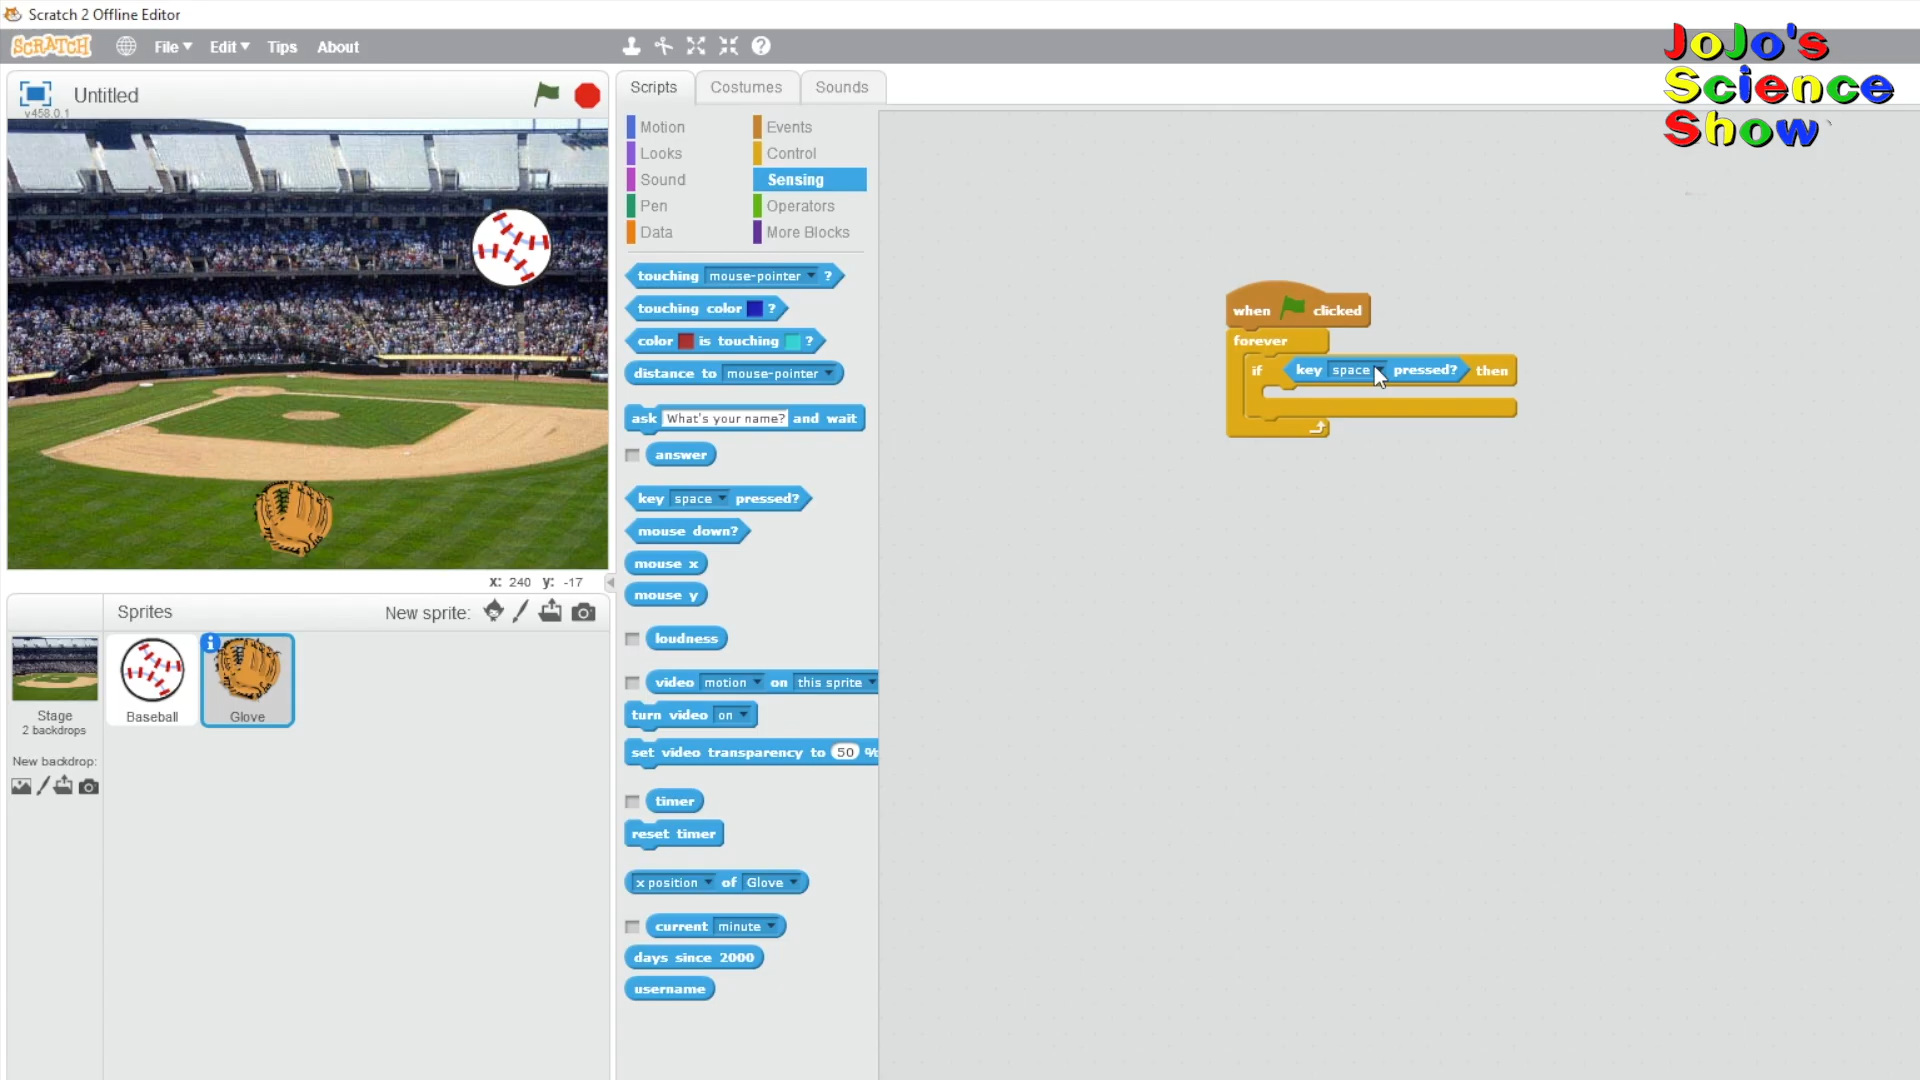 Scratch 2 Offline Editor
SCRATCH File Edit Tips About
JoJo's
Science
Show
v458.0.1
Untitled
Scripts Costumes Sounds
Motion Events
Looks Control
Sound Sensing
Pen Operators
Data More Blocks
touching mouse-pointer ?
touching color ?
color is touching ?
distance to mouse-pointer
ask What's your name? and wait
answer
key space pressed?
mouse down?
mouse x
mouse y
loudness
video motion on this sprite
turn video on
set video transparency to 50 %
timer
reset timer
x position of Glove
current minute
days since 2000
username
when clicked
forever
if key space pressed? then
x: 240 y: -17
Sprites New sprite:
Stage
2 backdrops
New backdrop:
Baseball
Glove